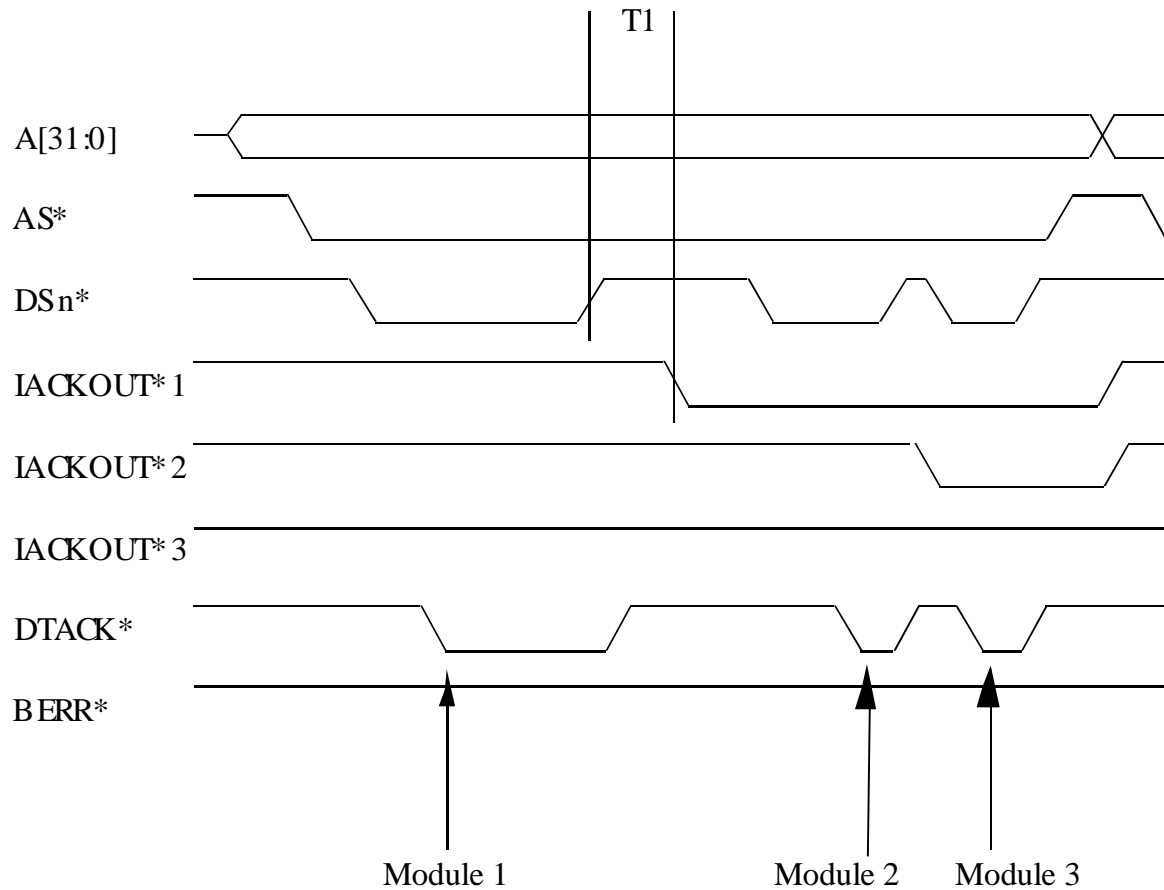 T1
A[31:0]
AS*
DSn*
IACKOUT*1
IACKOUT*2
IACKOUT*3
DTACK*
BERR*
Module 1
Module 2
Module 3